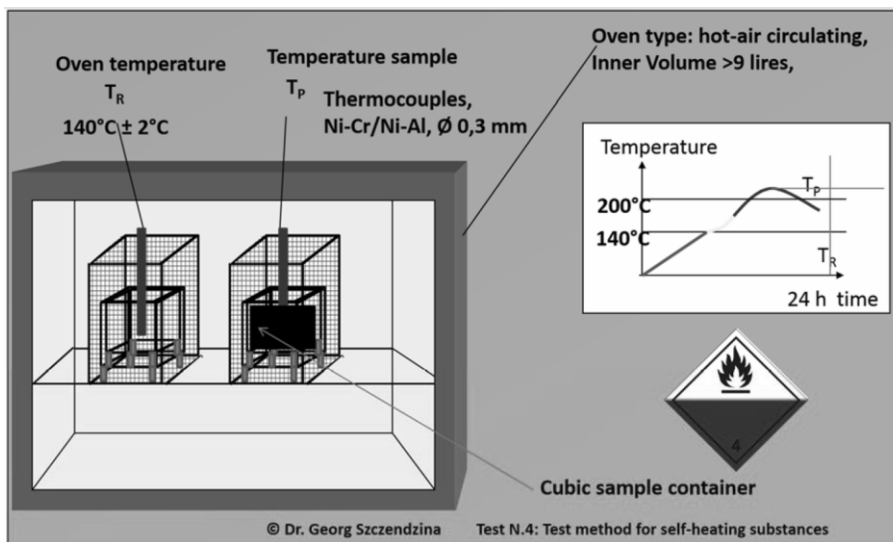 Oven temperature
T_R
140°C ± 2°C
Temperature sample
T_P Thermocouples,
Ni-Cr/Ni-Al, Ø 0,3 mm
Oven type: hot-air circulating,
Inner Volume >9 lires,
Temperature
T_P
200°C
140°C
T_R
24 h time
4
Cubic sample container
© Dr. Georg Szczendzina Test N.4: Test method for self-heating substances